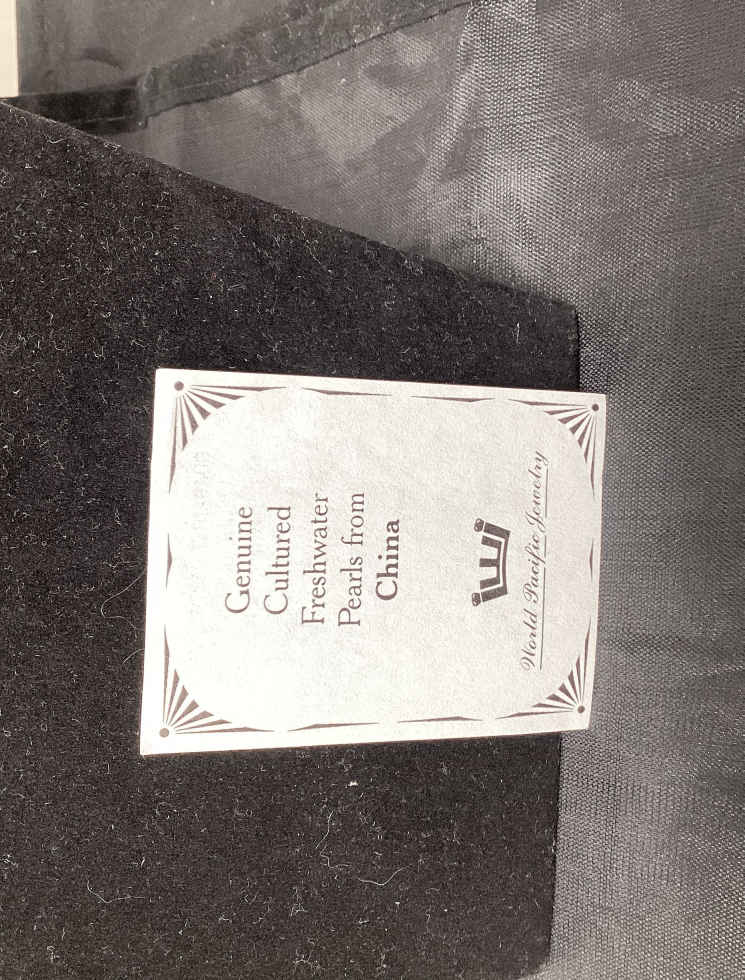 Genuine
Cultured
Freshwater
Pearls from
China
World Pacific Jewelry